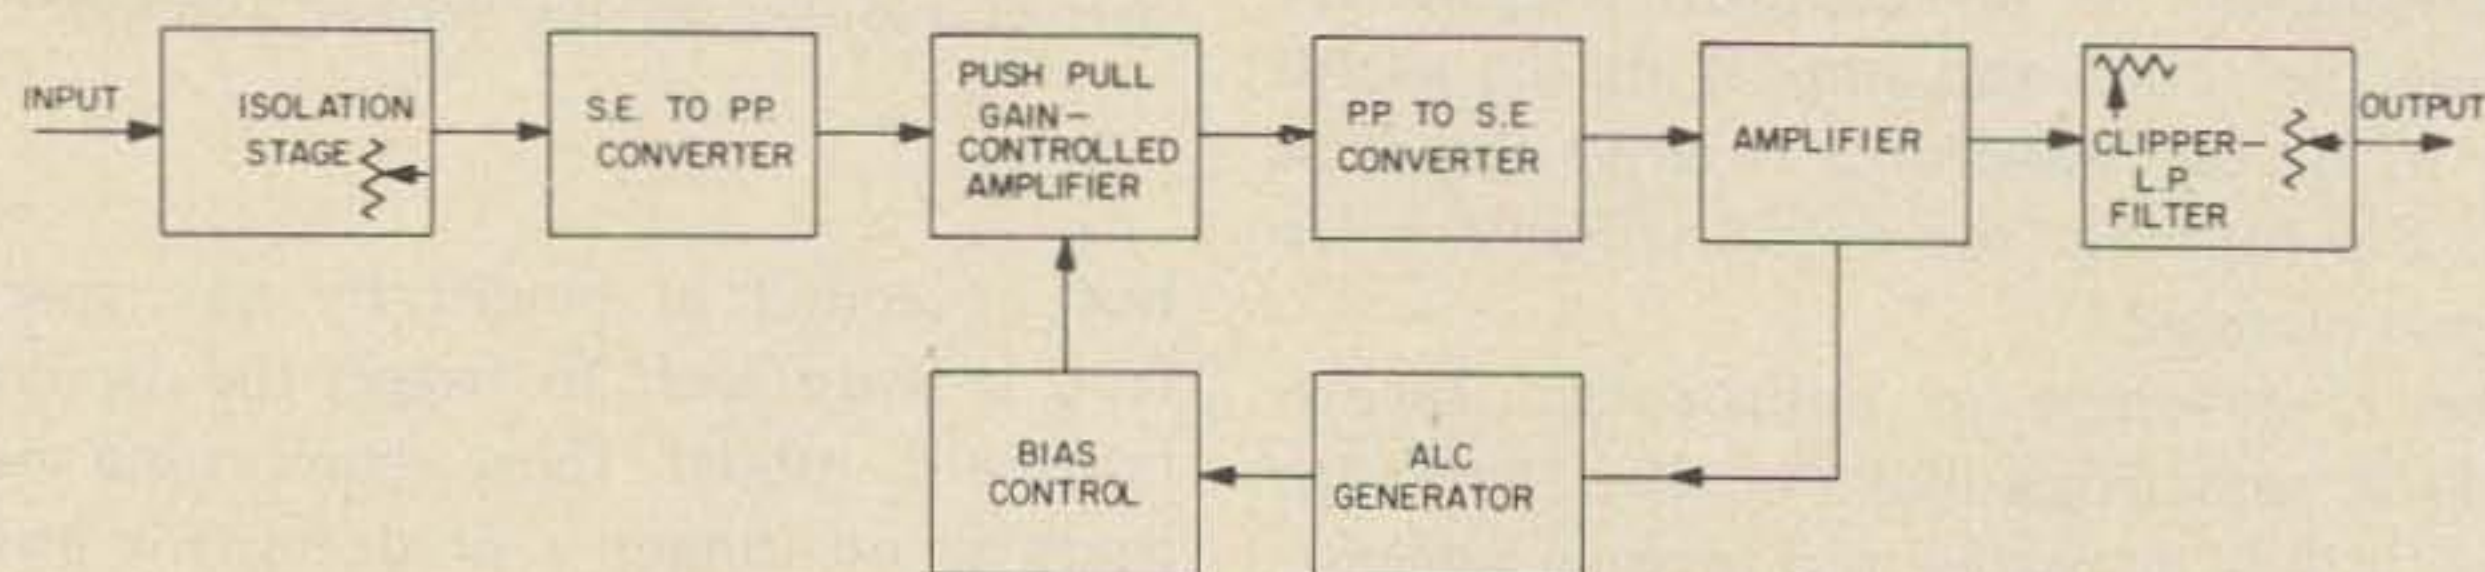 INPUT
ISOLATION
STAGE
S.E. TO P.P.
CONVERTER
PUSH PULL
GAIN-
CONTROLLED
AMPLIFIER
P.P. TO S.E.
CONVERTER
AMPLIFIER
CLIPPER-
L.P.
FILTER
OUTPUT
BIAS
CONTROL
ALC
GENERATOR